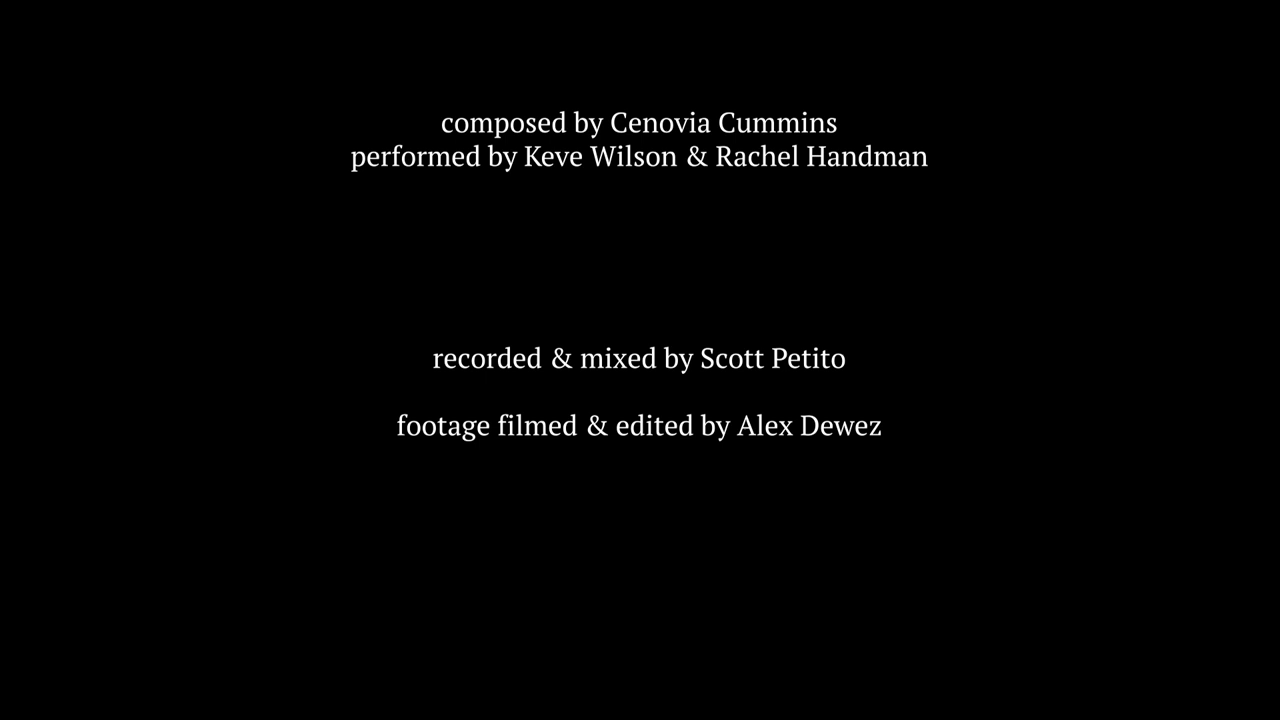 composed by Cenovia Cummins
performed by Keve Wilson & Rachel Handman
recorded & mixed by Scott Petito
footage filmed & edited by Alex Dewez